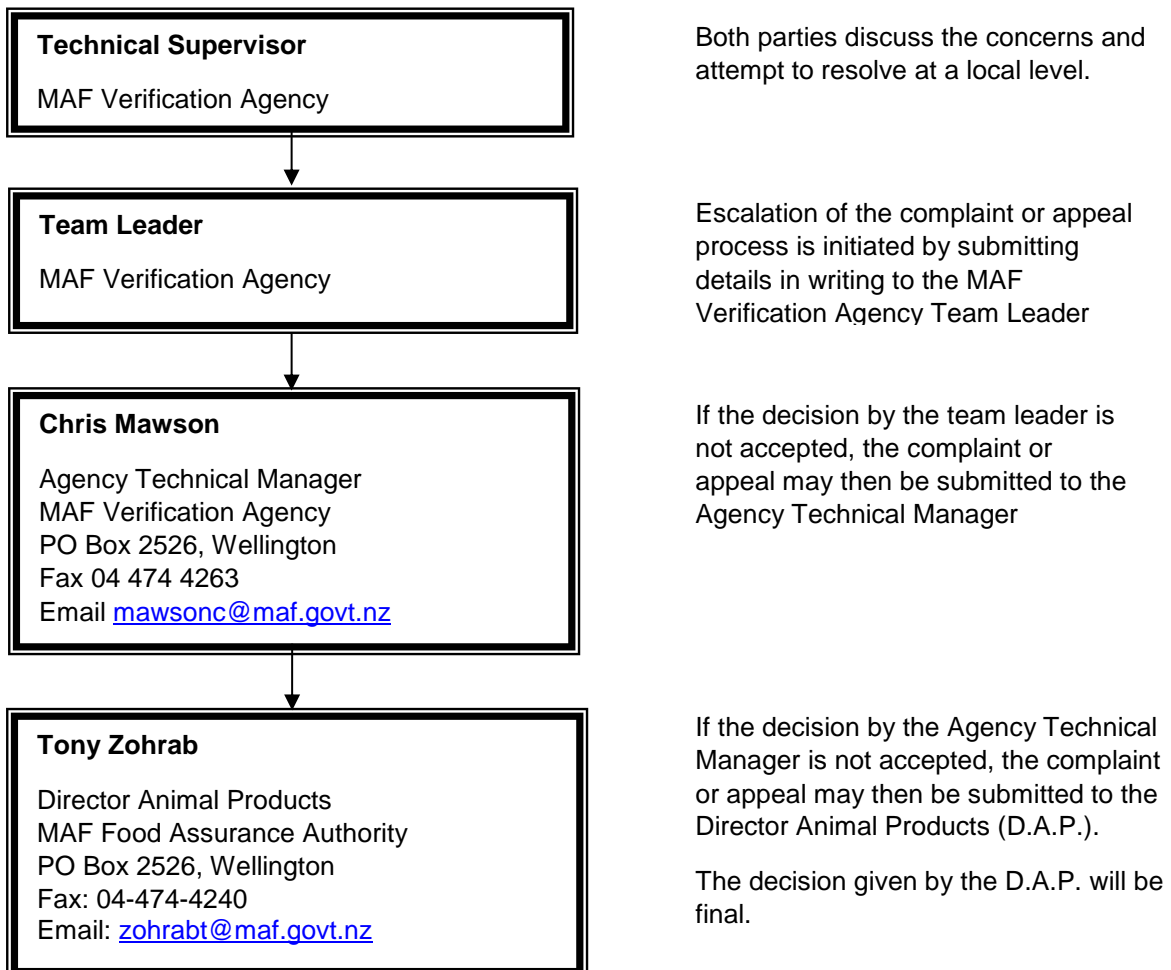 Technical Supervisor
MAF Verification Agency
Both parties discuss the concerns and
attempt to resolve at a local level.
Team Leader
MAF Verification Agency
Escalation of the complaint or appeal
process is initiated by submitting
details in writing to the MAF
Verification Agency Team Leader
Chris Mawson
Agency Technical Manager
MAF Verification Agency
PO Box 2526, Wellington
Fax 04 474 4263
Email mawsonc@maf.govt.nz
If the decision by the team leader is
not accepted, the complaint or
appeal may then be submitted to the
Agency Technical Manager
Tony Zohrab
Director Animal Products
MAF Food Assurance Authority
PO Box 2526, Wellington
Fax: 04-474-4240
Email: zohrabt@maf.govt.nz
If the decision by the Agency Technical
Manager is not accepted, the complaint
or appeal may then be submitted to the
Director Animal Products (D.A.P.).
The decision given by the D.A.P. will be
final.